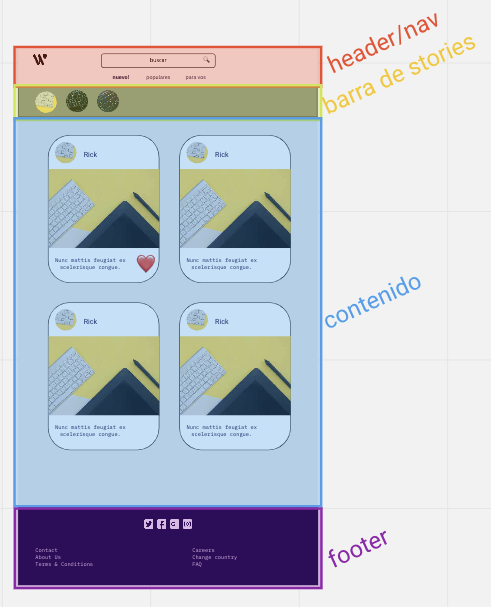 W
header/nav
buscar
nuevo! populares para vos
barra de stories
Rick
Rick
Nunc mattis feugiat ex
scelerisque congue.
Nunc mattis feugiat ex
scelerisque congue.
contenido
Rick
Rick
Nunc mattis feugiat ex
scelerisque congue.
Nunc mattis feugiat ex
scelerisque congue.
footer
Contact
About Us
Terms & Conditions
Careers
Change country
FAQ